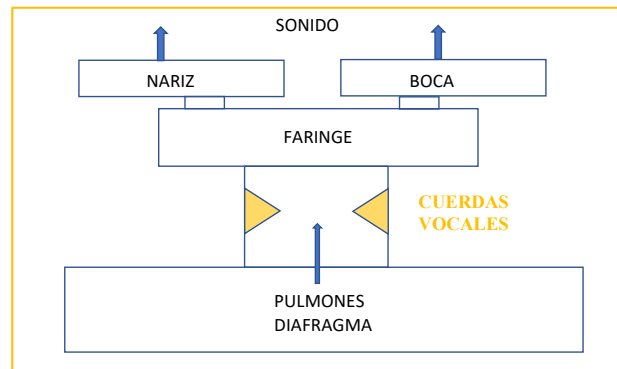 SONIDO
NARIZ
BOCA
FARINGE
CUERDAS
VOCALES
PULMONES
DIAFRAGMA